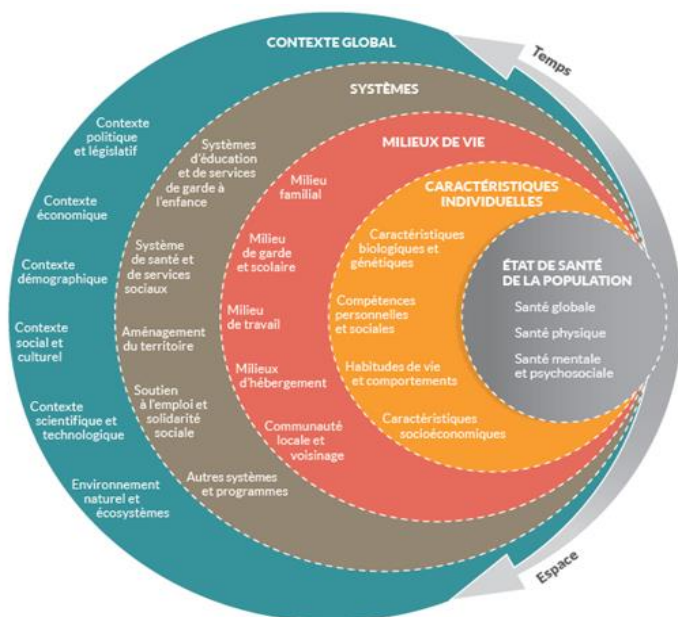 CONTEXTE GLOBAL
Contexte
politique
et législatif
Contexte
économique
Contexte
démographique
Contexte
social et
culturel
Contexte
scientifique et
technologique
Environnement
naturel et
écosystèmes
SYSTÈMES
Systèmes
d'éducation
et de services
de garde à
l'enfance
Système
de santé et
de services
sociaux
Aménagement
du territoire
Soutien
à l'emploi et
solidarité
sociale
Autres systèmes
et programmes
MILIEUX DE VIE
Milieu
familial
Milieu
de garde
et scolaire
Milieu
de travail
Milieux
d'hébergement
Communauté
locale et
voisinage
CARACTÉRISTIQUES
INDIVIDUELLES
Caractéristiques
biologiques et
génétiques
Compétences
personnelles
et sociales
Habitudes de vie
et comportements
Caractéristiques
socioéconomiques
ÉTAT DE SANTÉ
DE LA POPULATION
Santé globale
Santé physique
Santé mentale
et psychosociale
Temps
Espace